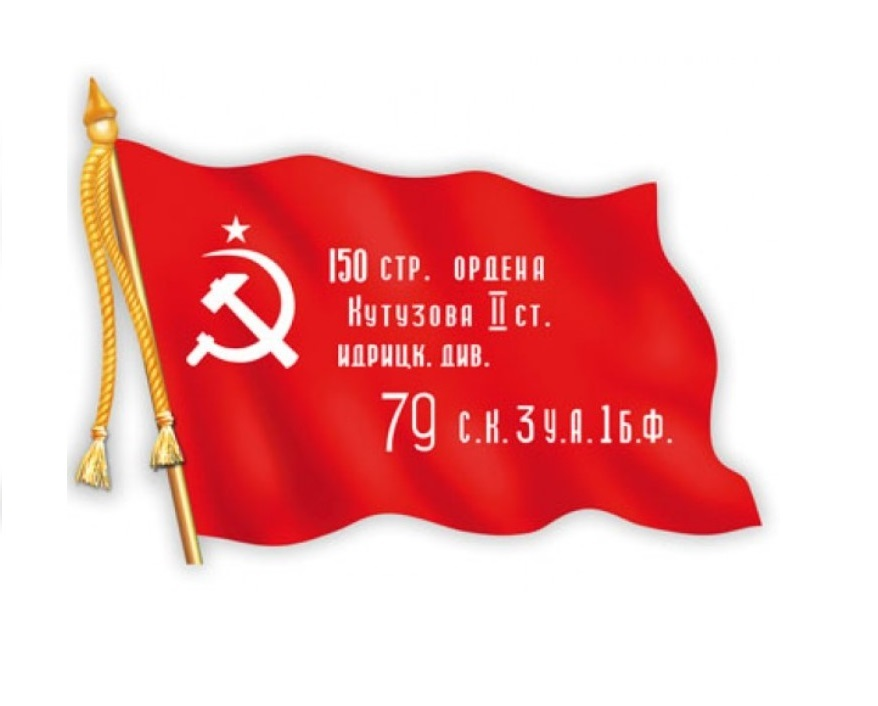 150 СТР. ОРДЕНА
КУТУЗОВА II СТ.
ИДРИЦК. ДИВ.
79 С.К. 3 У.А. 1 Б.Ф.